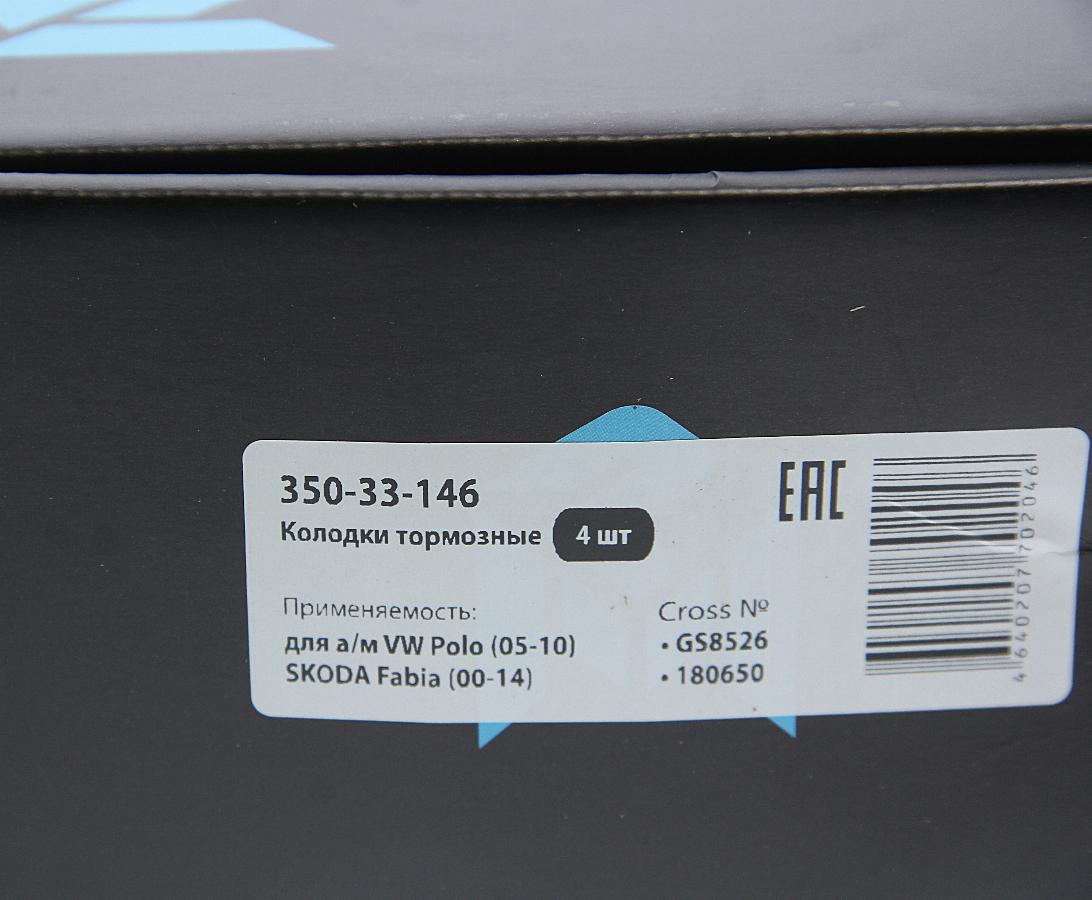 350-33-146
Колодки тормозные 4 шт
EAC
Применяемость:
для а/м VW Polo (05-10)
SKODA Fabia (00-14)
Cross №
• GS8526
• 180650
4640207702046